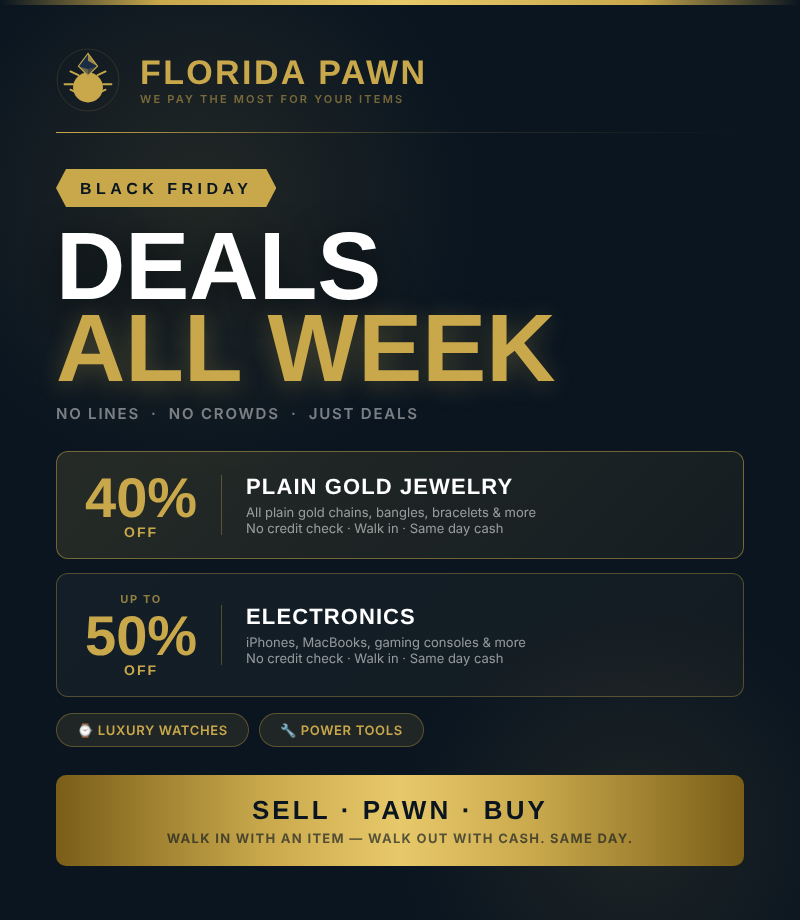 FLORIDA PAWN
WE PAY THE MOST FOR YOUR ITEMS
BLACK FRIDAY
DEALS
ALL WEEK
NO LINES · NO CROWDS · JUST DEALS
40%
OFF
PLAIN GOLD JEWELRY
All plain gold chains, bangles, bracelets & more
No credit check · Walk in · Same day cash
UP TO
50%
OFF
ELECTRONICS
iPhones, MacBooks, gaming consoles & more
No credit check · Walk in · Same day cash
⌚ LUXURY WATCHES
🔧 POWER TOOLS
SELL · PAWN · BUY
WALK IN WITH AN ITEM — WALK OUT WITH CASH. SAME DAY.